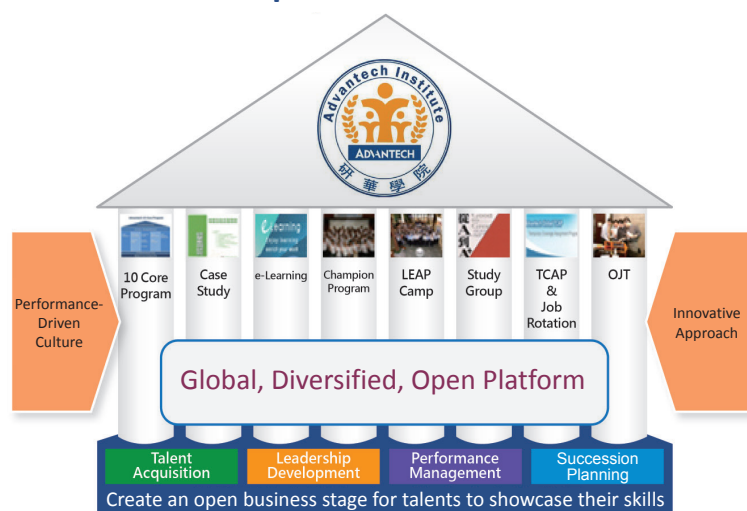 Advantech Institute
ADVANTECH
研華學院
10 Core
Program
Case
Study
e-Learning
Champion
Program
LEAP
Camp
Study
Group
TCAP
&
Job
Rotation
OJT
Performance-
Driven
Culture
Innovative
Approach
Global, Diversified, Open Platform
Talent
Acquisition
Leadership
Development
Performance
Management
Succession
Planning
Create an open business stage for talents to showcase their skills